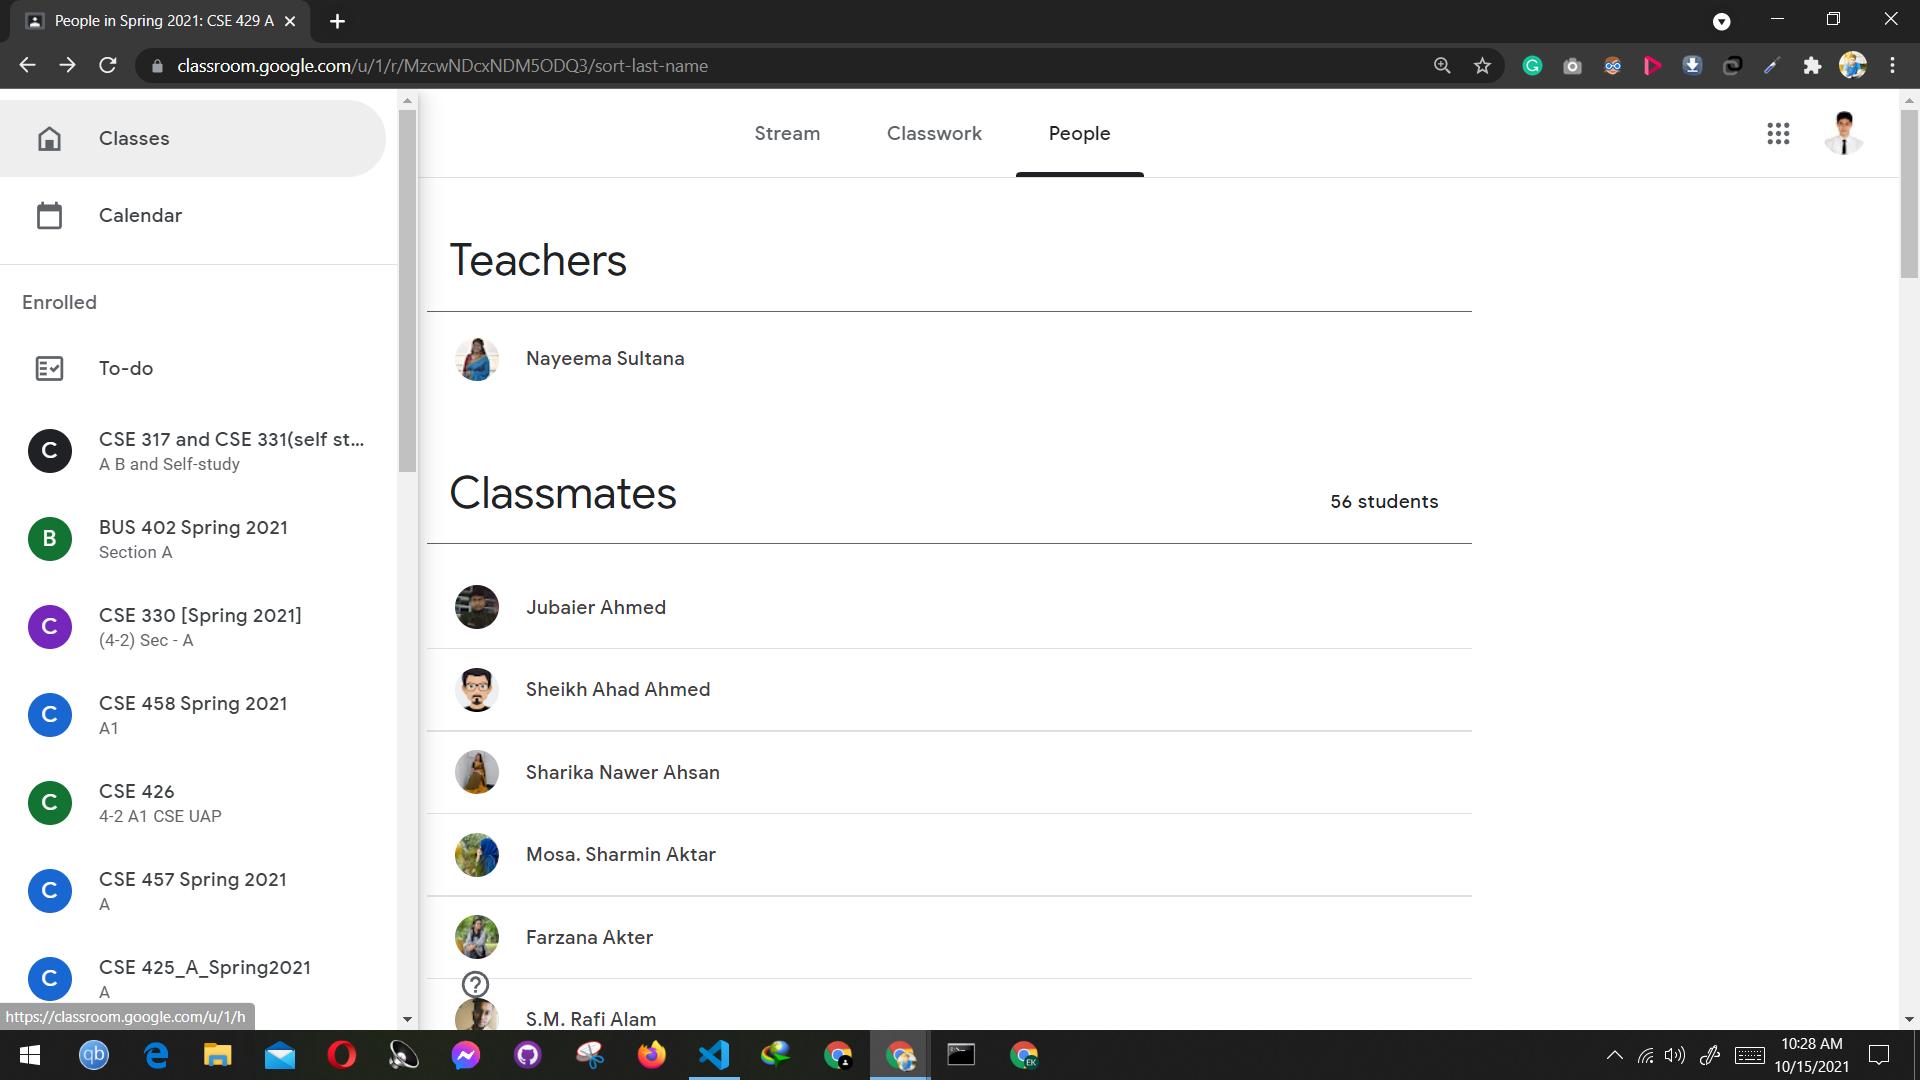 People in Spring 2021: CSE 429 A
classroom.google.com/u/1/r/MzcwNDcxNDM5ODQ3/sort-last-name
Classes
Calendar
Enrolled
To-do
C
CSE 317 and CSE 331(self st...
A B and Self-study
B
BUS 402 Spring 2021
Section A
C
CSE 330 [Spring 2021]
(4-2) Sec - A
C
CSE 458 Spring 2021
A1
C
CSE 426
4-2 A1 CSE UAP
C
CSE 457 Spring 2021
A
C
CSE 425_A_Spring2021
A
https://classroom.google.com/u/1/h
Stream
Classwork
People
Teachers
Nayeema Sultana
Classmates
56 students
Jubaier Ahmed
Sheikh Ahad Ahmed
Sharika Nawer Ahsan
Mosa. Sharmin Aktar
Farzana Akter
S.M. Rafi Alam
qb
EK
10:28 AM
10/15/2021